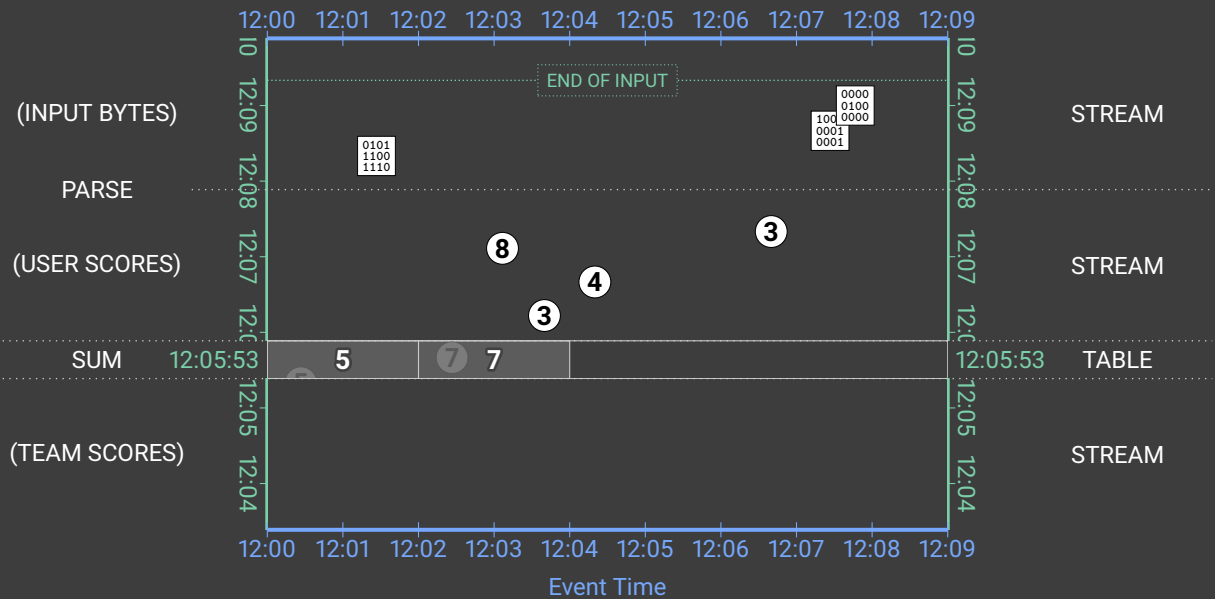 12:00 12:01 12:02 12:03 12:04 12:05 12:06 12:07 12:08 12:09
END OF INPUT
(INPUT BYTES)
STREAM
12:09
12:09
0000
0100
0000
100
0001
0001
0101
1100
1110
PARSE
12:08
12:08
(USER SCORES)
STREAM
12:07
12:07
8
3
4
3
SUM 12:05:53 5 7 7 12:05:53 TABLE
12:05
12:05
(TEAM SCORES)
STREAM
12:04
12:04
12:00 12:01 12:02 12:03 12:04 12:05 12:06 12:07 12:08 12:09
Event Time